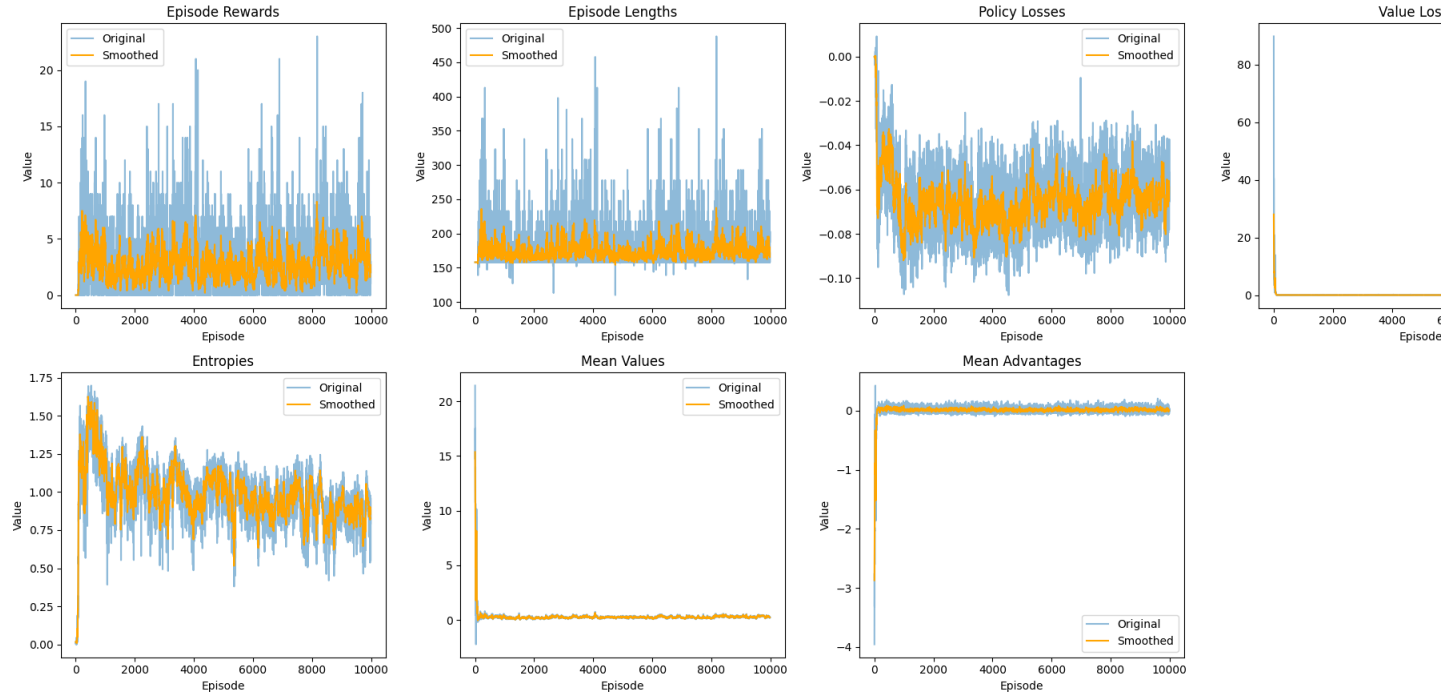 Episode Rewards
Value
25
20
15
10
5
0
Original
Smoothed
0
2000
4000
6000
8000
10000
Episode
Episode Lengths
Value
500
450
400
350
300
250
200
150
100
Original
Smoothed
0
2000
4000
6000
8000
10000
Episode
Policy Losses
Value
0.00
−0.02
−0.04
−0.06
−0.08
−0.10
Original
Smoothed
0
2000
4000
6000
8000
10000
Episode
Value Los
Value
80
60
40
20
0
0
2000
4000
6
Episode
Entropies
Value
1.75
1.50
1.25
1.00
0.75
0.50
0.25
0.00
Original
Smoothed
0
2000
4000
6000
8000
10000
Episode
Mean Values
Value
20
15
10
5
0
Original
Smoothed
0
2000
4000
6000
8000
10000
Episode
Mean Advantages
Value
0
−1
−2
−3
−4
Original
Smoothed
0
2000
4000
6000
8000
10000
Episode